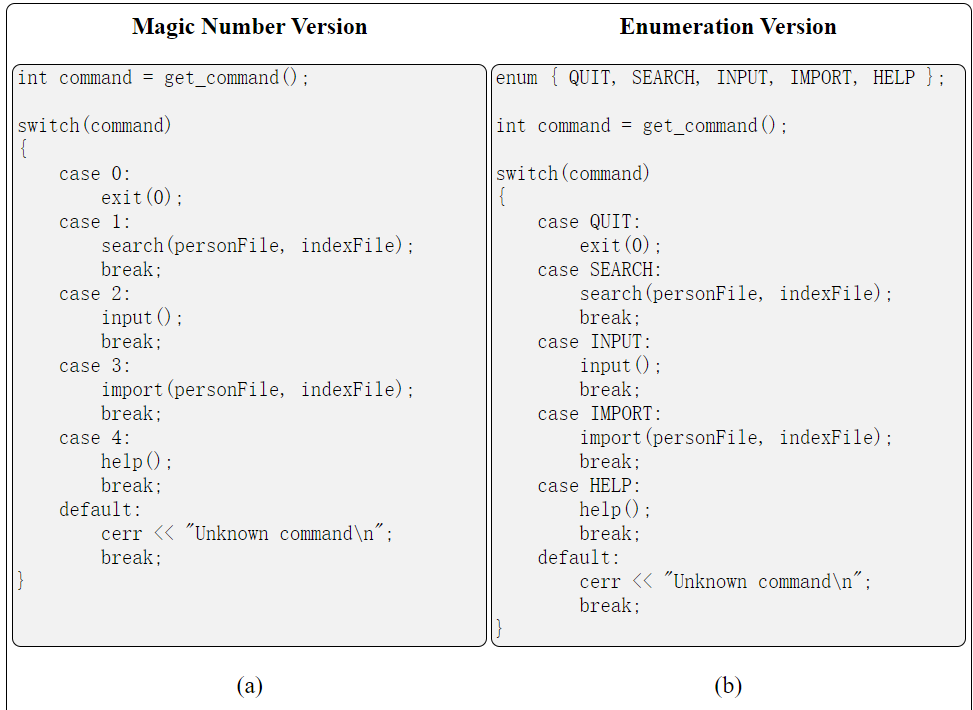 Magic Number Version
int command = get_command();
switch(command)
{
    case 0:
        exit(0);
    case 1:
        search(personFile, indexFile);
        break;
    case 2:
        input();
        break;
    case 3:
        import(personFile, indexFile);
        break;
    case 4:
        help();
        break;
    default:
        cerr << "Unknown command\n";
        break;
}
(a)
Enumeration Version
enum { QUIT, SEARCH, INPUT, IMPORT, HELP };
int command = get_command();
switch(command)
{
    case QUIT:
        exit(0);
    case SEARCH:
        search(personFile, indexFile);
        break;
    case INPUT:
        input();
        break;
    case IMPORT:
        import(personFile, indexFile);
        break;
    case HELP:
        help();
        break;
    default:
        cerr << "Unknown command\n";
        break;
}
(b)